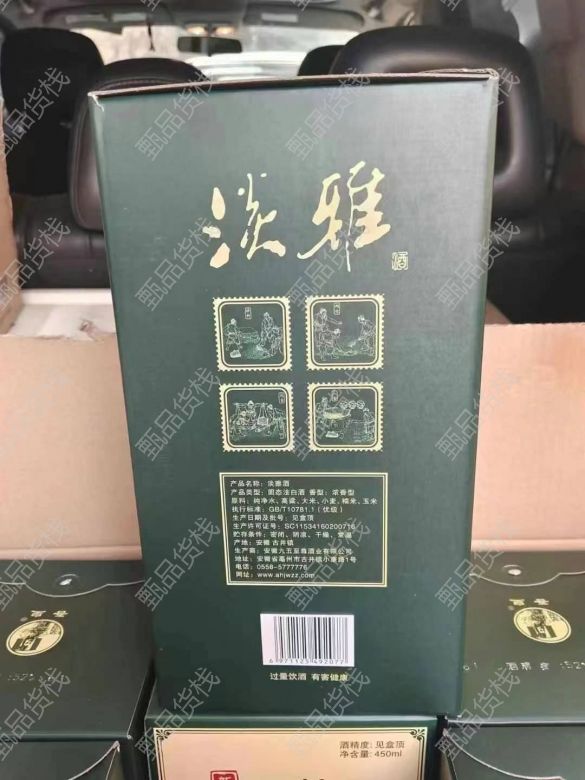 淡雅
酒
产品名称：淡雅酒
产品类型：固态法白酒 香型：浓香型
原料：纯净水、高粱、大米、小麦、糯米、玉米
执行标准：GB/T10781.1（优级）
生产日期及批号：见盒顶
生产许可证号：SC11534160200716
贮存条件：密闭、阴凉、干燥、常温
产地：安徽 古井镇
生产商：安徽九五至尊酒业有限公司
地址：安徽省亳州市古井镇小康路1号
电话：0558-5777776
网址：www.ahjwzz.com
6 971325 492077
过量饮酒 有害健康
酒精度：见盒顶
净含量：450ml
甄品货栈